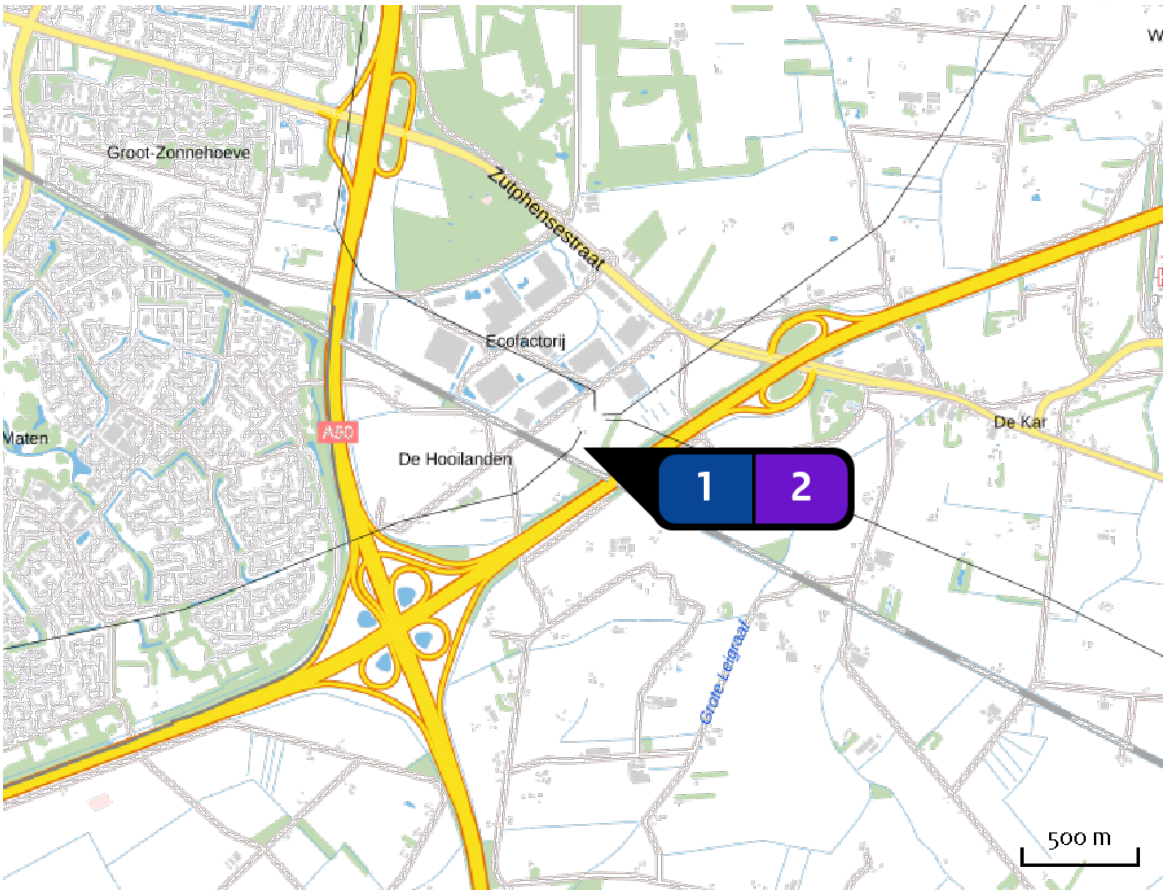 W
Groot-Zonnehoeve
Zutphensestraat
Ecofactorij
A50
Maten
De Hooilanden
De Kar
1
2
Grote Leigraaf
500 m